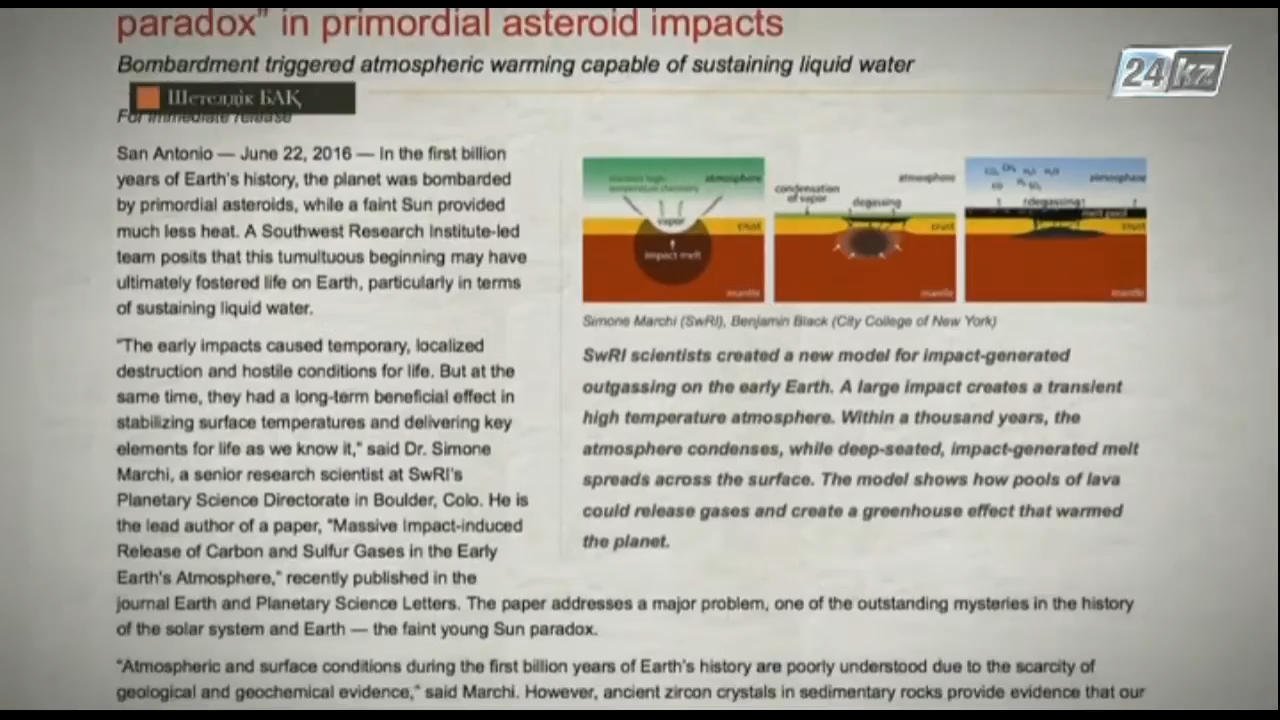 paradox" in primordial asteroid impacts
Bombardment triggered atmospheric warming capable of sustaining liquid water
24kz
Шетелдік БАҚ
For immediate release
San Antonio — June 22, 2016 — In the first billion
years of Earth's history, the planet was bombarded
by primordial asteroids, while a faint Sun provided
much less heat. A Southwest Research Institute-led
team posits that this tumultuous beginning may have
ultimately fostered life on Earth, particularly in terms
of sustaining liquid water.
"The early impacts caused temporary, localized
destruction and hostile conditions for life. But at the
same time, they had a long-term beneficial effect in
stabilizing surface temperatures and delivering key
elements for life as we know it," said Dr. Simone
Marchi, a senior research scientist at SwRI's
Planetary Science Directorate in Boulder, Colo. He is
the lead author of a paper, "Massive Impact-induced
Release of Carbon and Sulfur Gases in the Early
Earth's Atmosphere," recently published in the
journal Earth and Planetary Science Letters. The paper addresses a major problem, one of the outstanding mysteries in the history
of the solar system and Earth — the faint young Sun paradox.
"Atmospheric and surface conditions during the first billion years of Earth's history are poorly understood due to the scarcity of
geological and geochemical evidence," said Marchi. However, ancient zircon crystals in sedimentary rocks provide evidence that our
atmosphere
vapor
crust
impact melt
mantle
atmosphere
condensation
of vapor
degassing
crust
mantle
atmosphere
degassing
melt pool
crust
mantle
Simone Marchi (SwRI), Benjamin Black (City College of New York)
SwRI scientists created a new model for impact-generated
outgassing on the early Earth. A large impact creates a transient
high temperature atmosphere. Within a thousand years, the
atmosphere condenses, while deep-seated, impact-generated melt
spreads across the surface. The model shows how pools of lava
could release gases and create a greenhouse effect that warmed
the planet.